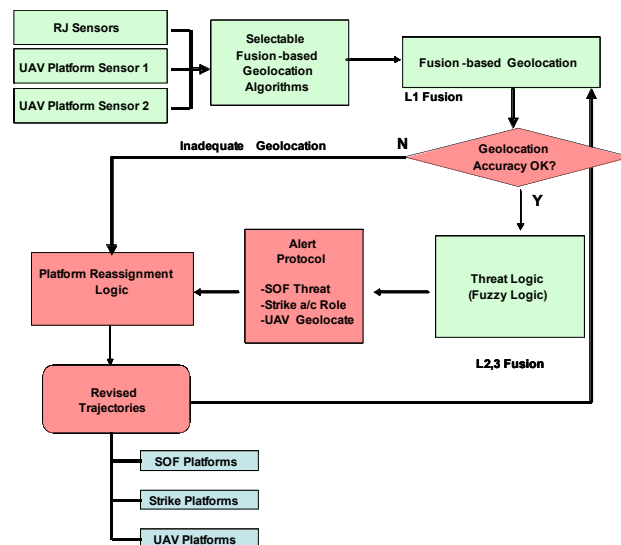 RJ Sensors
UAV Platform Sensor 1
UAV Platform Sensor 2
Selectable
Fusion -based
Geolocation
Algorithms
Fusion -based Geolocation
L1 Fusion
Geolocation
Accuracy OK?
N
Inadequate Geolocation
Y
Platform Reassignment
Logic
Alert
Protocol
-SOF Threat
-Strike a/c Role
-UAV Geolocate
Threat Logic
(Fuzzy Logic)
L2,3 Fusion
Revised
Trajectories
SOF Platforms
Strike Platforms
UAV Platforms